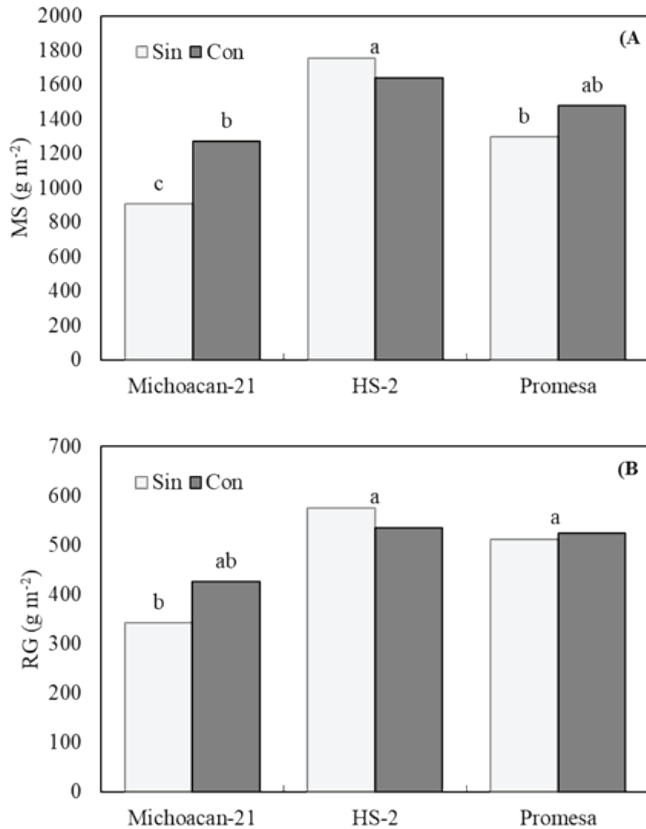 2000
1800
1600
1400
1200
1000
800
600
400
200
0
MS (g m⁻²)
Sin Con
(A
c
b
a
b
ab
Michoacan-21 HS-2 Promesa
700
600
500
400
300
200
100
0
RG (g m⁻²)
Sin Con
(B
b
ab
a
a
Michoacan-21 HS-2 Promesa